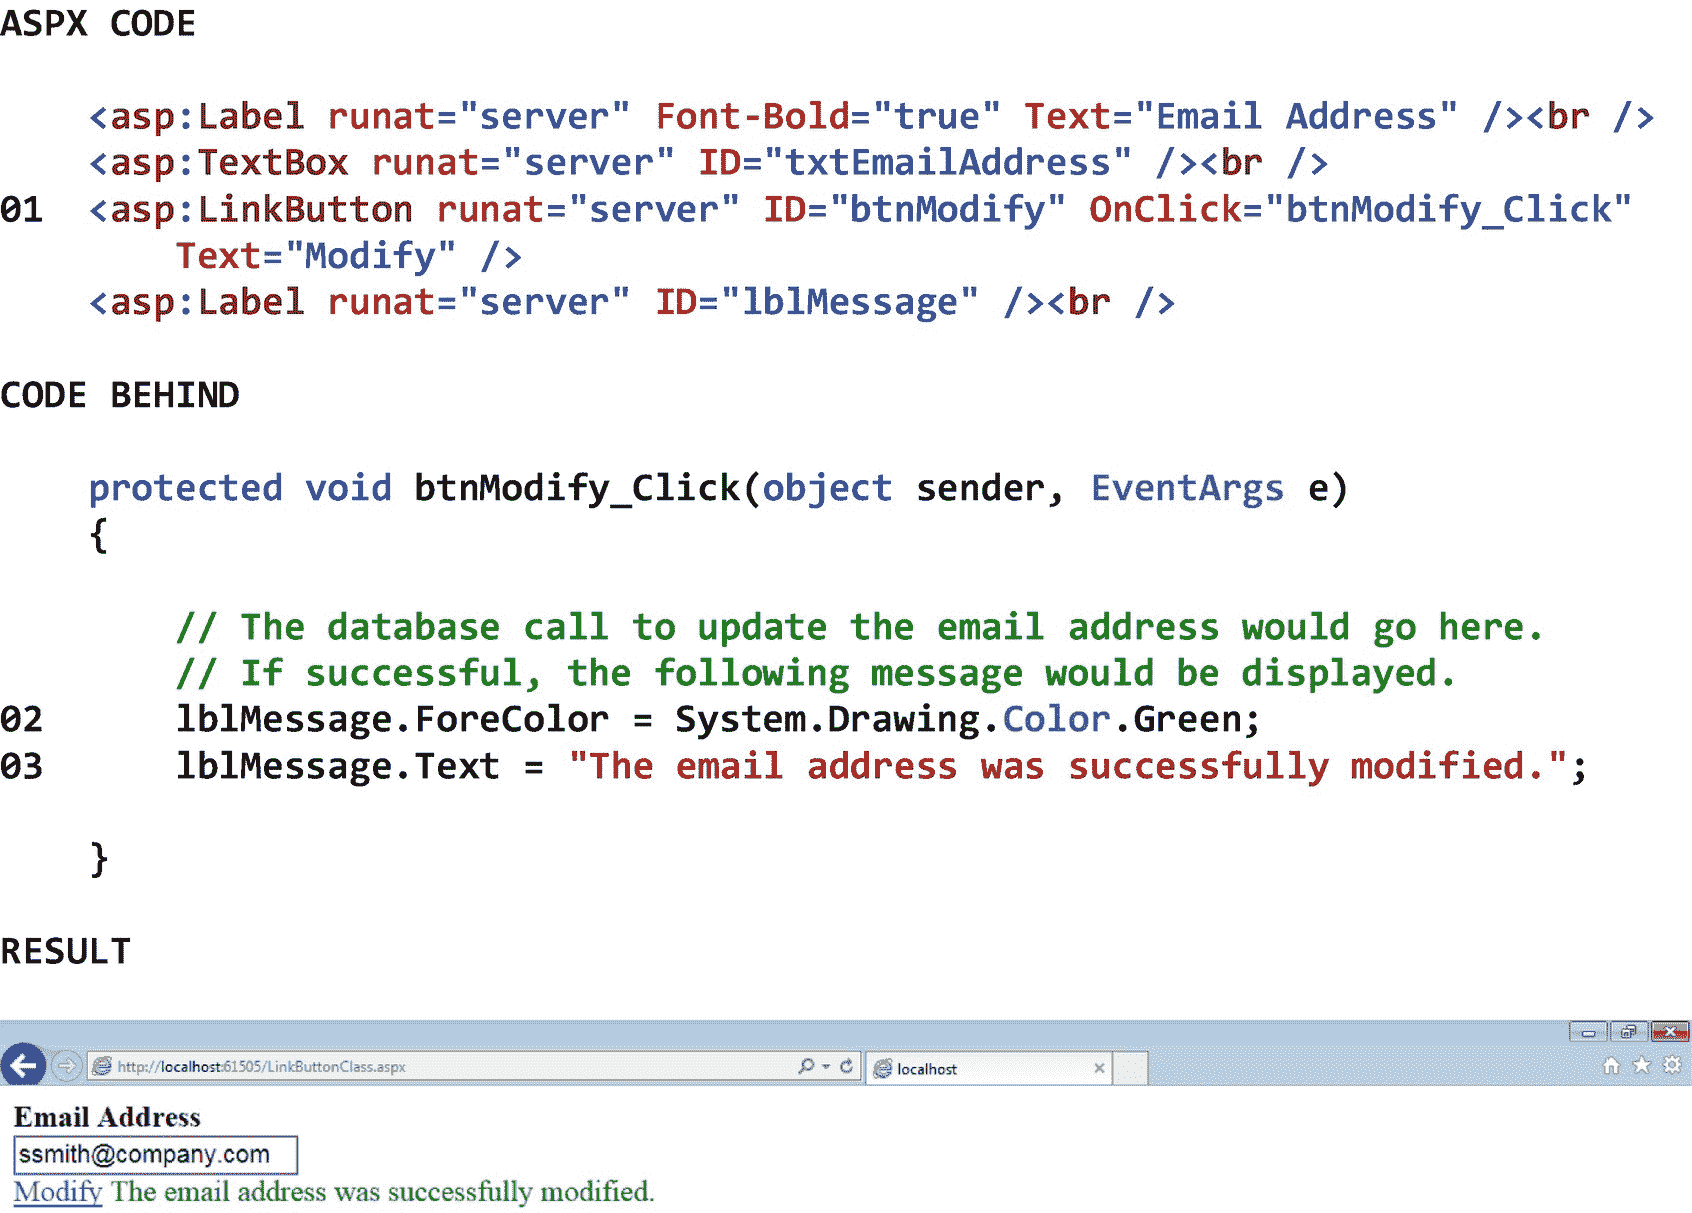 ASPX CODE
<asp:Label runat="server" Font-Bold="true" Text="Email Address" /><br />
<asp:TextBox runat="server" ID="txtEmailAddress" /><br />
01 <asp:LinkButton runat="server" ID="btnModify" OnClick="btnModify_Click"
Text="Modify" />
<asp:Label runat="server" ID="lblMessage" /><br />
CODE BEHIND
protected void btnModify_Click(object sender, EventArgs e)
{
// The database call to update the email address would go here.
// If successful, the following message would be displayed.
02 lblMessage.ForeColor = System.Drawing.Color.Green;
03 lblMessage.Text = "The email address was successfully modified.";
}
RESULT
http://localhost:61505/LinkButtonClass.aspx localhost
Email Address
ssmith@company.com
Modify The email address was successfully modified.